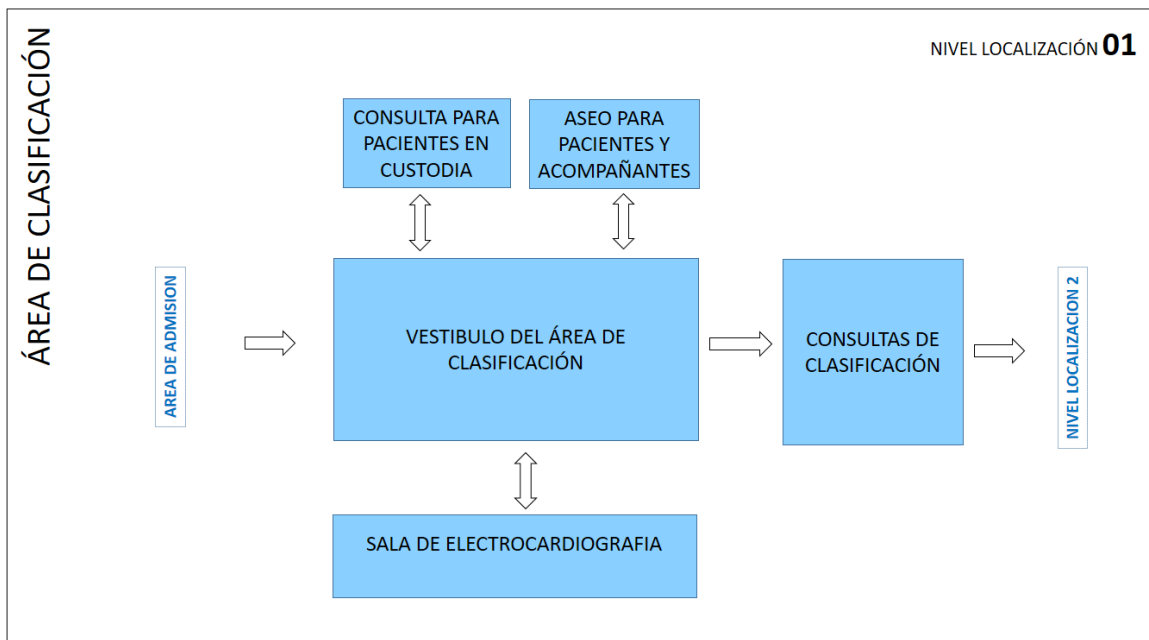 ÁREA DE CLASIFICACIÓN
NIVEL LOCALIZACIÓN 01
CONSULTA PARA
PACIENTES EN
CUSTODIA
ASEO PARA
PACIENTES Y
ACOMPAÑANTES
AREA DE ADMISION
VESTIBULO DEL ÁREA DE
CLASIFICACIÓN
CONSULTAS DE
CLASIFICACIÓN
NIVEL LOCALIZACION 2
SALA DE ELECTROCARDIOGRAFIA